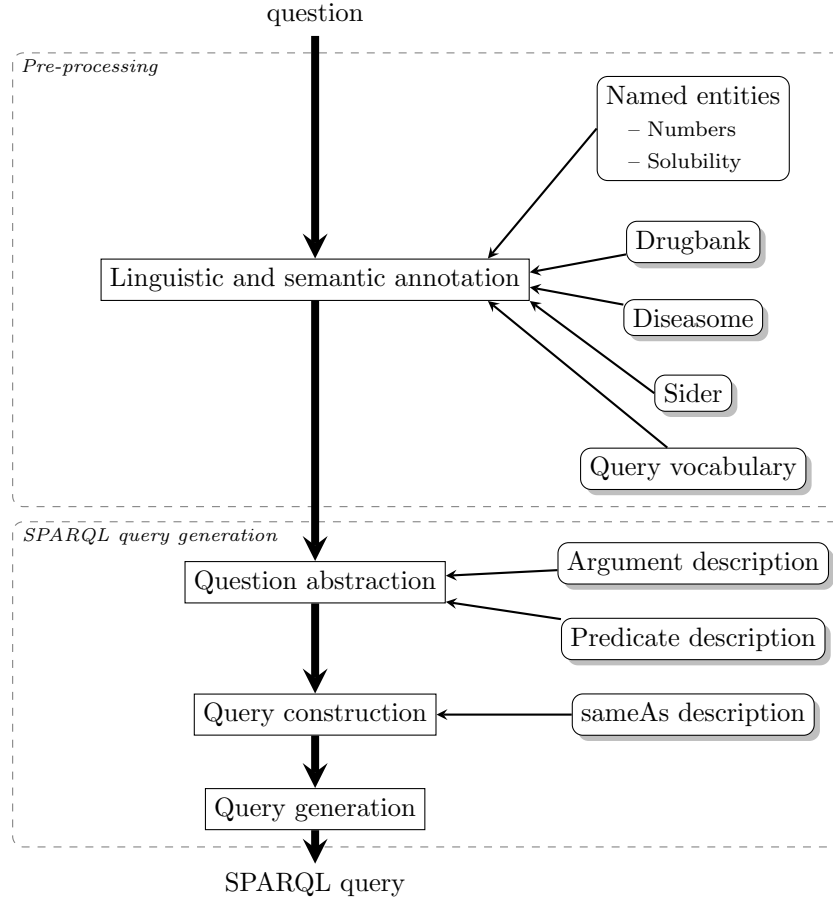 question
Pre-processing
Named entities
– Numbers
– Solubility
Drugbank
Linguistic and semantic annotation
Diseasome
Sider
Query vocabulary
SPARQL query generation
Argument description
Question abstraction
Predicate description
Query construction
sameAs description
Query generation
SPARQL query